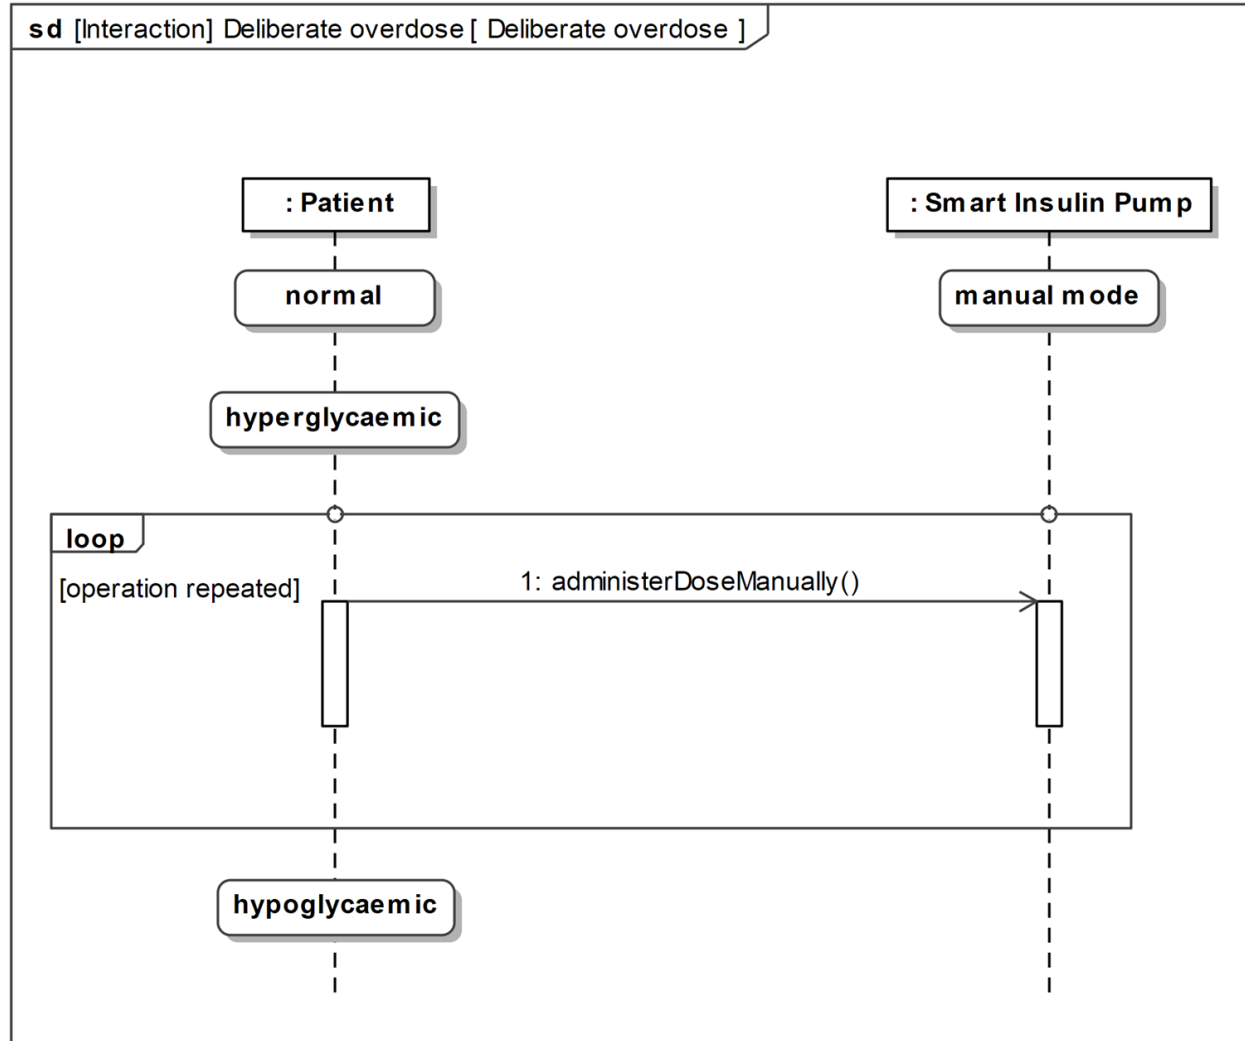 sd [Interaction] Deliberate overdose [ Deliberate overdose ]
: Patient
: Smart Insulin Pump
normal
manual mode
hyperglycaemic
loop
[operation repeated]
1: administerDoseManually()
hypoglycaemic